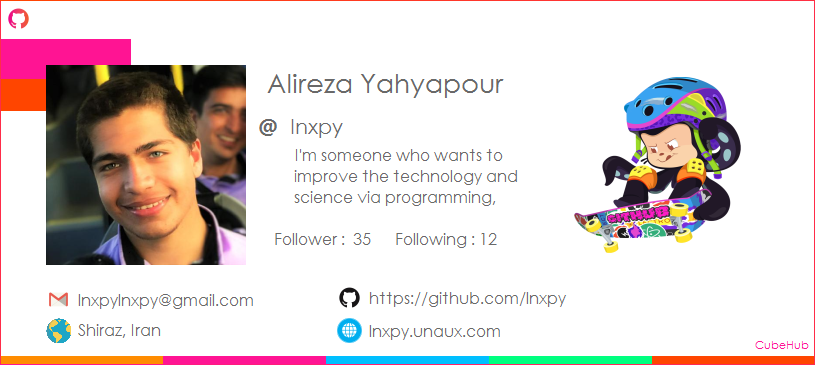 Alireza Yahyapour
@ lnxpy
I'm someone who wants to
improve the technology and
science via programming,
Follower : 35 Following : 12
lnxpylnxpy@gmail.com https://github.com/lnxpy
Shiraz, Iran lnxpy.unaux.com
GITHUB
CubeHub